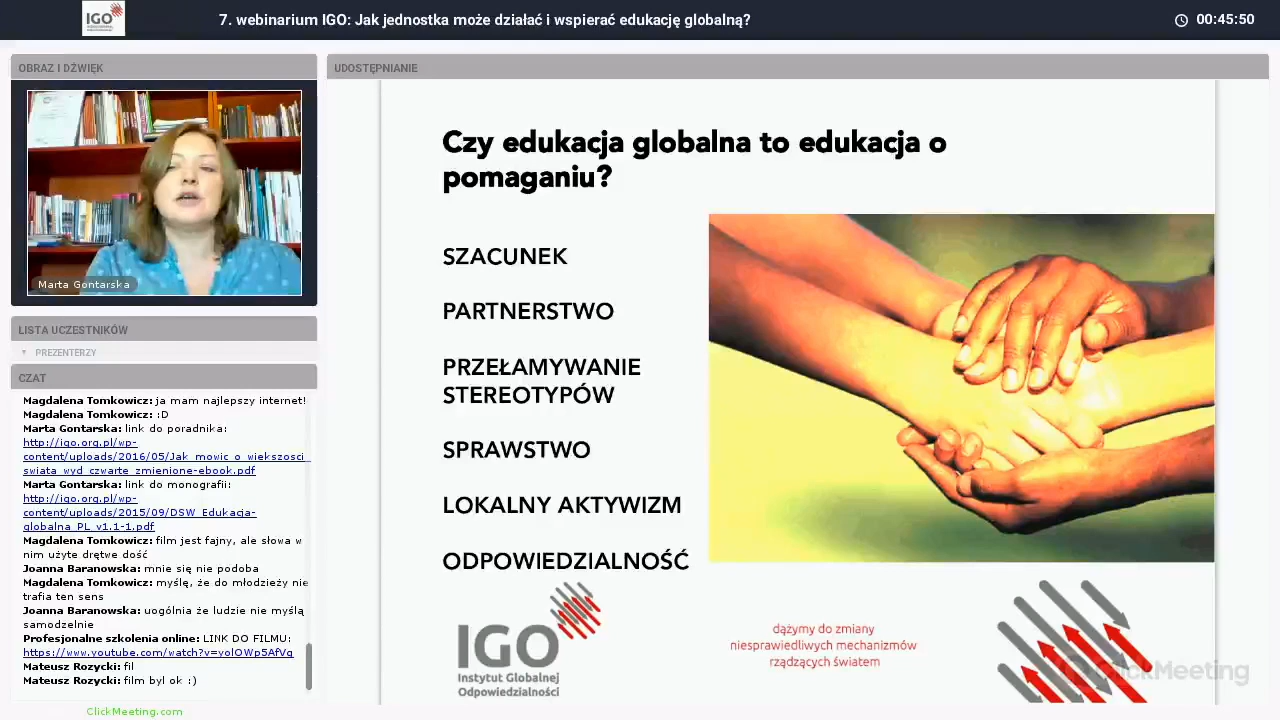 IGO
7. webinarium IGO: Jak jednostka może działać i wspierać edukację globalną?
00:45:50
OBRAZ I DŹWIĘK
Marta Gontarska
LISTA UCZESTNIKÓW
PREZENTERZY
CZAT
Magdalena Tomkowicz: ja mam najlepszy internet!
Magdalena Tomkowicz: :D
Marta Gontarska: link do poradnika:
http://igo.org.pl/wp-
content/uploads/2016/05/Jak_mowic_o_wiekszosci_
swiata_wyd_czwarte_zmienione-ebook.pdf
Marta Gontarska: link do monografii:
http://igo.org.pl/wp-
content/uploads/2015/09/DSW_Edukacja-
globalna_PL_v1.1-1.pdf
Magdalena Tomkowicz: film jest fajny, ale słowa w
nim użyte drętwe dość
Joanna Baranowska: mnie się nie podoba
Magdalena Tomkowicz: myślę, że do młodzieży nie
trafia ten sens
Joanna Baranowska: uogólnia że ludzie nie myślą
samodzielnie
Profesjonalne szkolenia online: LINK DO FILMU:
https://www.youtube.com/watch?v=yolOWp5AfVg
Mateusz Rozycki: fil
Mateusz Rozycki: film byl ok :)
ClickMeeting.com
UDOSTĘPNIANIE
Czy edukacja globalna to edukacja o
pomaganiu?
SZACUNEK
PARTNERSTWO
PRZEŁAMYWANIE
STEREOTYPÓW
SPRAWSTWO
LOKALNY AKTYWIZM
ODPOWIEDZIALNOŚĆ
IGO
Instytut Globalnej
Odpowiedzialności
dążymy do zmiany
niesprawiedliwych mechanizmów
rządzących światem
ClickMeeting